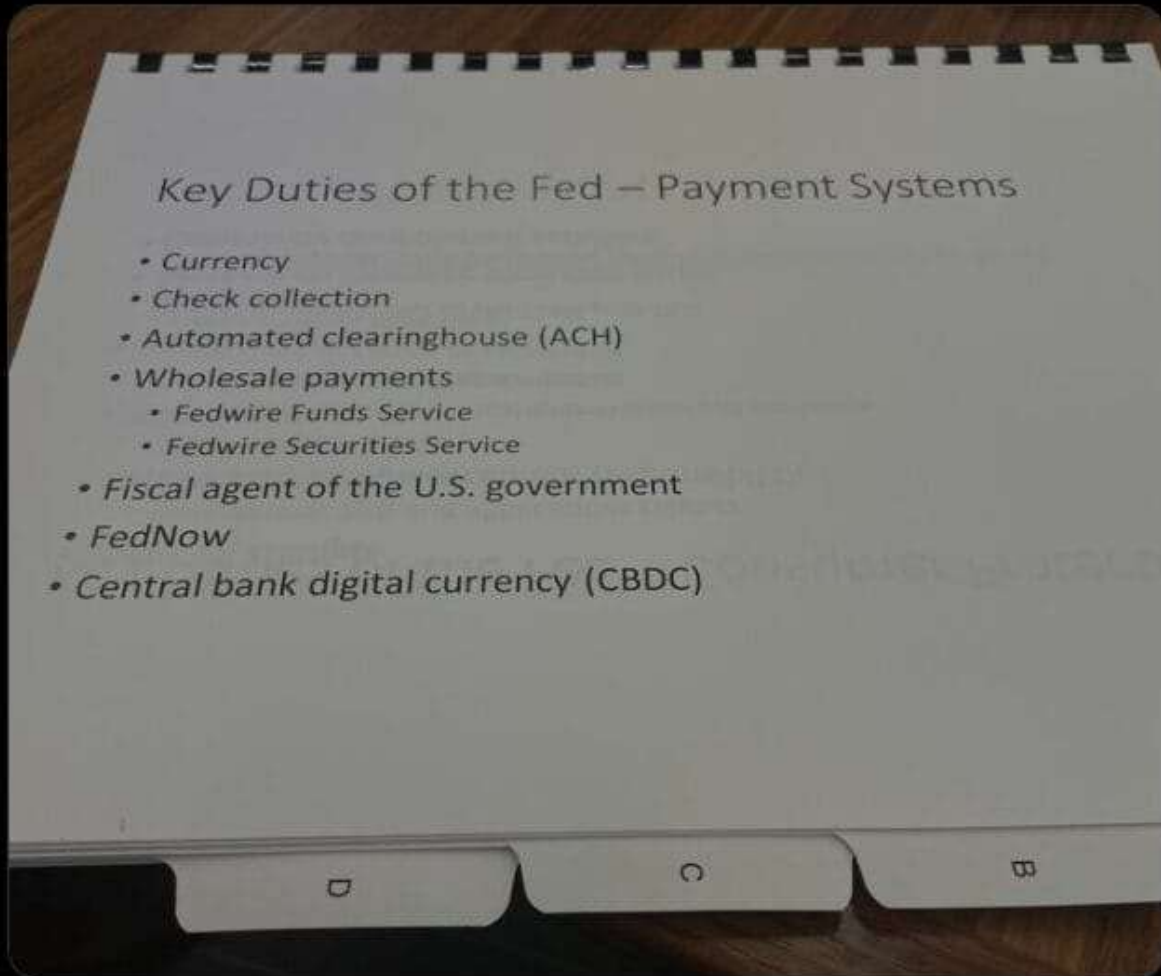 Key Duties of the Fed – Payment Systems
• Currency
• Check collection
• Automated clearinghouse (ACH)
• Wholesale payments
• Fedwire Funds Service
• Fedwire Securities Service
• Fiscal agent of the U.S. government
• FedNow
• Central bank digital currency (CBDC)
D
C
B